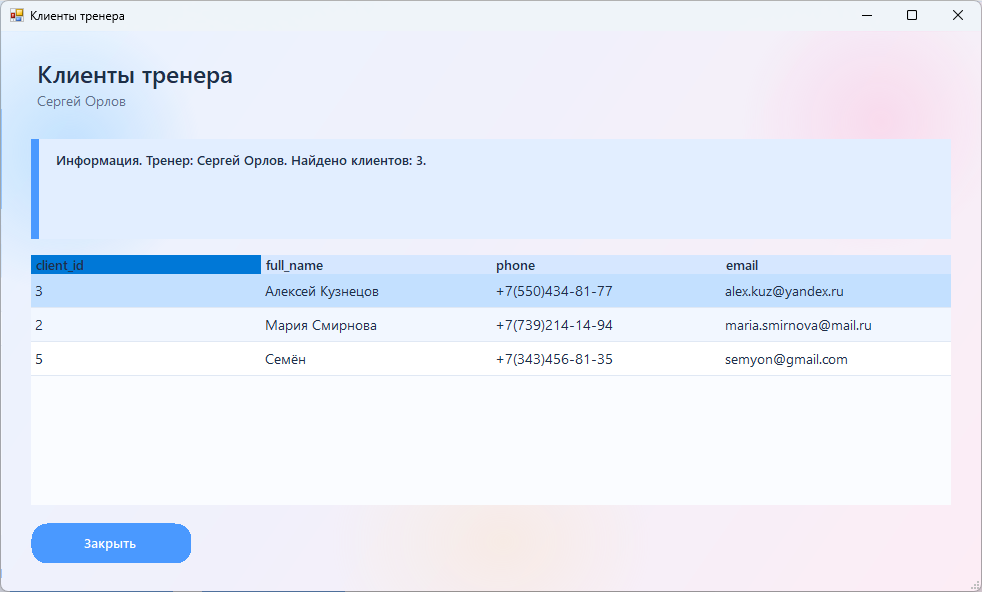 Клиенты тренера
Клиенты тренера
Сергей Орлов
Информация. Тренер: Сергей Орлов. Найдено клиентов: 3.
client_id full_name phone email
3 Алексей Кузнецов +7(550)434-81-77 alex.kuz@yandex.ru
2 Мария Смирнова +7(739)214-14-94 maria.smirnova@mail.ru
5 Семён +7(343)456-81-35 semyon@gmail.com
Закрыть